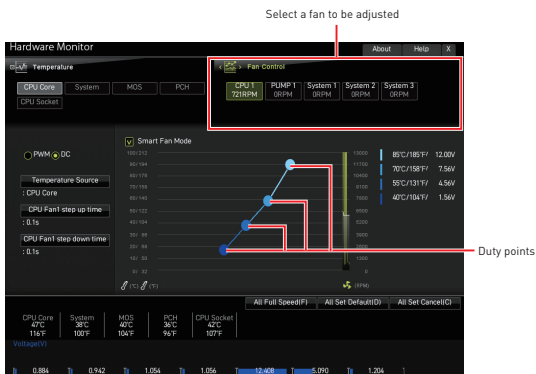 Select a fan to be adjusted
Hardware Monitor
About Help X
Temperature
Fan Control
CPU Core System MOS PCH
CPU Socket
CPU 1 PUMP 1 System 1 System 2 System 3
721RPM 0RPM 0RPM 0RPM 0RPM
V Smart Fan Mode
PWM DC
Temperature Source
: CPU Core
CPU Fan1 step up time
: 0.1s
CPU Fan1 step down time
: 0.1s
100/212 13000
85℃/185℉/ 12.00V
70℃/158℉/ 7.56V
55℃/131℉/ 4.56V
40℃/104℉/ 1.56V
(℃) (℉) (RPM)
Duty points
All Full Speed(F) All Set Default(D) All Set Cancel(C)
CPU Core System MOS PCH CPU Socket
47℃ 38℃ 40℃ 36℃ 42℃
116℉ 100℉ 104℉ 96℉ 107℉
Voltage(V)
0.884 0.942 1.054 1.056 12.408 5.090 1.204